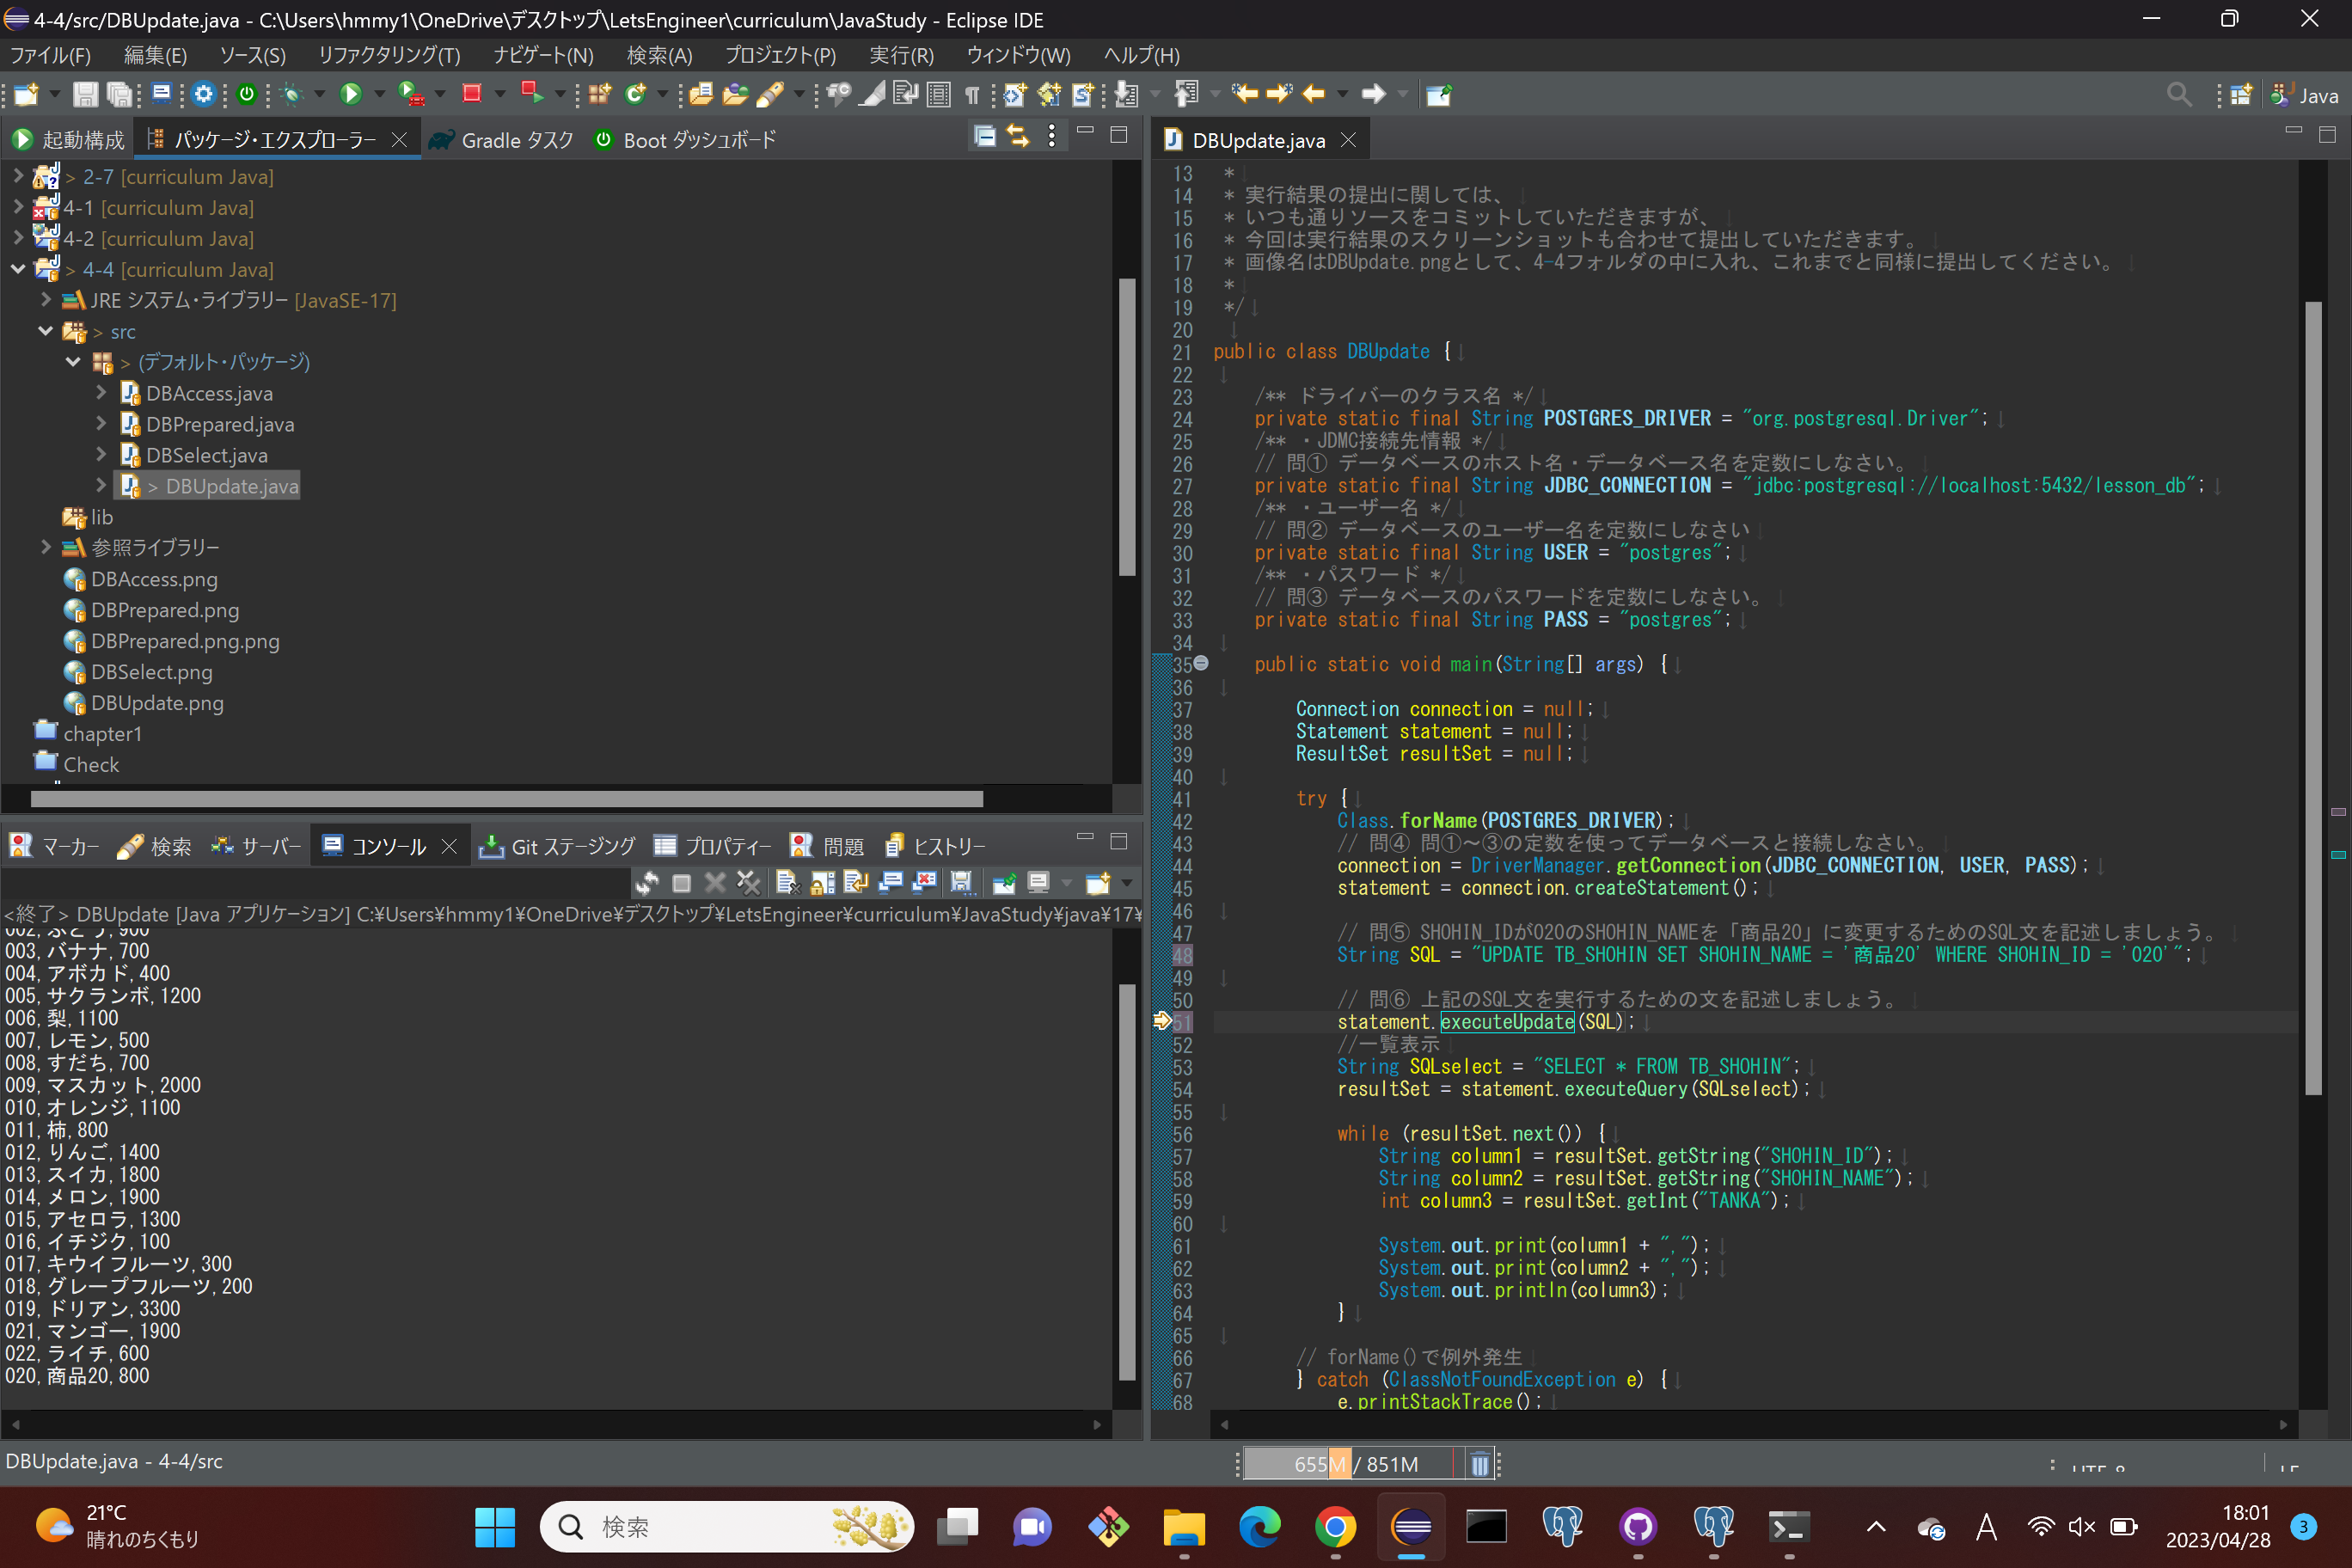 4-4/src/DBUpdate.java - C:\Users\hmmy1\OneDrive\デスクトップ\LetsEngineer\curriculum\JavaStudy - Eclipse IDE
ファイル(F) 編集(E) ソース(S) リファクタリング(T) ナビゲート(N) 検索(A) プロジェクト(P) 実行(R) ウィンドウ(W) ヘルプ(H)
Java
起動構成 パッケージ・エクスプローラー Gradle タスク Boot ダッシュボード
> 2-7 [curriculum Java]
4-1 [curriculum Java]
4-2 [curriculum Java]
> 4-4 [curriculum Java]
JRE システム・ライブラリー [JavaSE-17]
> src
> (デフォルト・パッケージ)
DBAccess.java
DBPrepared.java
DBSelect.java
> DBUpdate.java
lib
参照ライブラリー
DBAccess.png
DBPrepared.png
DBPrepared.png.png
DBSelect.png
DBUpdate.png
chapter1
Check
マーカー 検索 サーバー コンソール Git ステージング プロパティー 問題 ヒストリー
<終了> DBUpdate [Java アプリケーション] C:¥Users¥hmmy1¥OneDrive¥デスクトップ¥LetsEngineer¥curriculum¥JavaStudy¥java¥17¥
002,ぶどう,900
003,バナナ,700
004,アボカド,400
005,サクランボ,1200
006,梨,1100
007,レモン,500
008,すだち,700
009,マスカット,2000
010,オレンジ,1100
011,柿,800
012,りんご,1400
013,スイカ,1800
014,メロン,1900
015,アセロラ,1300
016,イチジク,100
017,キウイフルーツ,300
018,グレープフルーツ,200
019,ドリアン,3300
021,マンゴー,1900
022,ライチ,600
020,商品20,800
DBUpdate.java
13 *
14 * 実行結果の提出に関しては、
15 * いつも通りソースをコミットしていただきますが、
16 * 今回は実行結果のスクリーンショットも合わせて提出していただきます。
17 * 画像名はDBUpdate.pngとして、4-4フォルダの中に入れ、これまでと同様に提出してください。
18 *
19 */
20
21 public class DBUpdate {
22
23 /** ドライバーのクラス名 */
24 private static final String POSTGRES_DRIVER = "org.postgresql.Driver";
25 /** ・JDMC接続先情報 */
26 // 問① データベースのホスト名・データベース名を定数にしなさい。
27 private static final String JDBC_CONNECTION = "jdbc:postgresql://localhost:5432/lesson_db";
28 /** ・ユーザー名 */
29 // 問② データベースのユーザー名を定数にしなさい
30 private static final String USER = "postgres";
31 /** ・パスワード */
32 // 問③ データベースのパスワードを定数にしなさい。
33 private static final String PASS = "postgres";
34
35 public static void main(String[] args) {
36
37 Connection connection = null;
38 Statement statement = null;
39 ResultSet resultSet = null;
40
41 try {
42 Class.forName(POSTGRES_DRIVER);
43 // 問④ 問①～③の定数を使ってデータベースと接続しなさい。
44 connection = DriverManager.getConnection(JDBC_CONNECTION, USER, PASS);
45 statement = connection.createStatement();
46
47 // 問⑤ SHOHIN_IDが020のSHOHIN_NAMEを「商品20」に変更するためのSQL文を記述しましょう。
48 String SQL = "UPDATE TB_SHOHIN SET SHOHIN_NAME = '商品20' WHERE SHOHIN_ID = '020'";
49
50 // 問⑥ 上記のSQL文を実行するための文を記述しましょう。
51 statement.executeUpdate(SQL);
52 //一覧表示
53 String SQLselect = "SELECT * FROM TB_SHOHIN";
54 resultSet = statement.executeQuery(SQLselect);
55
56 while (resultSet.next()) {
57 String column1 = resultSet.getString("SHOHIN_ID");
58 String column2 = resultSet.getString("SHOHIN_NAME");
59 int column3 = resultSet.getInt("TANKA");
60
61 System.out.print(column1 + ",");
62 System.out.print(column2 + ",");
63 System.out.println(column3);
64 }
65
66 // forName()で例外発生
67 } catch (ClassNotFoundException e) {
68 e.printStackTrace();
DBUpdate.java - 4-4/src
655M / 851M
21°C
晴れのちくもり
検索
A
18:01
2023/04/28
3